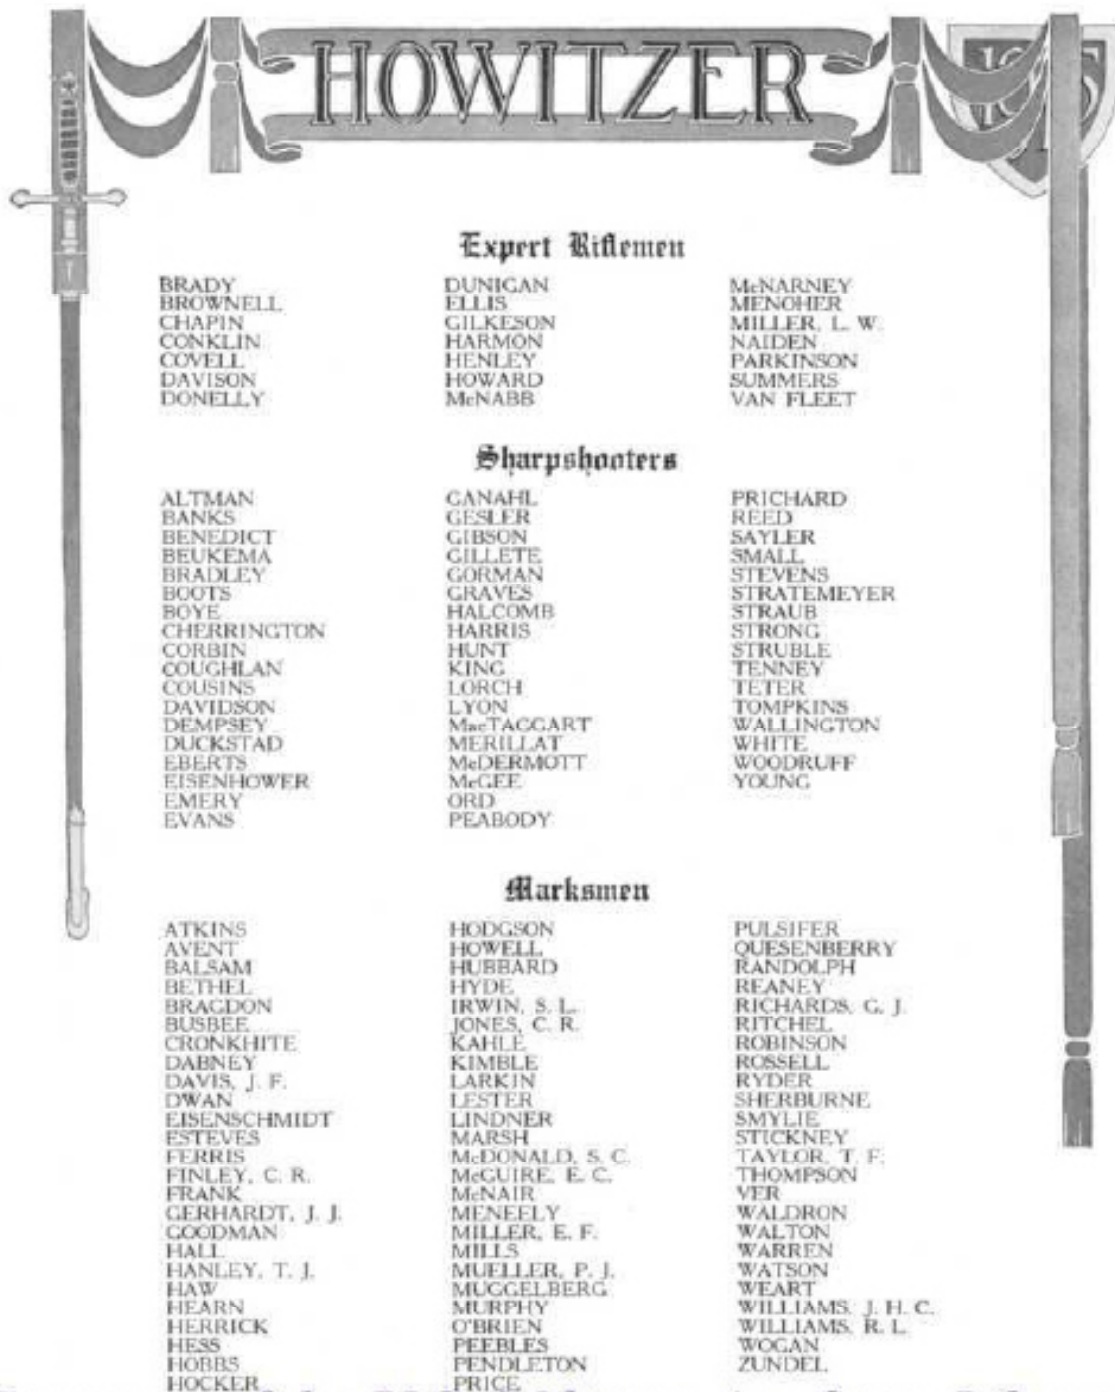 HOWITZER
Expert Riflemen
BRADY
BROWNELL
CHAPIN
CONKLIN
COVELL
DAVISON
DONELLY
DUNIGAN
ELLIS
GILKESON
HARMON
HENLEY
HOWARD
McNABB
McNARNEY
MENOHER
MILLER, L. W.
NAIDEN
PARKINSON
SUMMERS
VAN FLEET
Sharpshooters
ALTMAN
BANKS
BENEDICT
BEUKEMA
BRADLEY
BOOTS
BOYE
CHERRINGTON
CORBIN
COUGHLAN
COUSINS
DAVIDSON
DEMPSEY
DUCKSTAD
EBERTS
EISENHOWER
EMERY
EVANS
GANAHL
GESLER
GIBSON
GILLETE
GORMAN
GRAVES
HALCOMB
HARRIS
HUNT
KING
LORCH
LYON
MacTAGGART
MERILLAT
McDERMOTT
McGEE
ORD
PEABODY
PRICHARD
REED
SAYLER
SMALL
STEVENS
STRATEMEYER
STRAUB
STRONG
STRUBLE
TENNEY
TETER
TOMPKINS
WALLINGTON
WHITE
WOODRUFF
YOUNG
Marksmen
ATKINS
AVENT
BALSAM
BETHEL
BRAGDON
BUSBEE
CRONKHITE
DABNEY
DAVIS, J. F.
DWAN
EISENSCHMIDT
ESTEVES
FERRIS
FINLEY, C. R.
FRANK
GERHARDT, J. J.
GOODMAN
HALL
HANLEY, T. J.
HAW
HEARN
HERRICK
HESS
HOBBS
HOCKER
HODGSON
HOWELL
HUBBARD
HYDE
IRWIN, S. L.
JONES, C. R.
KAHLE
KIMBLE
LARKIN
LESTER
LINDNER
MARSH
McDONALD, S. C.
McGUIRE, E. C.
McNAIR
MENEELY
MILLER, E. F.
MILLS
MUELLER, P. J.
MUGGELBERG
MURPHY
O'BRIEN
PEEBLES
PENDLETON
PRICE
PULSIFER
QUESENBERRY
RANDOLPH
REANEY
RICHARDS, G. J.
RITCHEL
ROBINSON
ROSSELL
RYDER
SHERBURNE
SMYLIE
STICKNEY
TAYLOR, T. F.
THOMPSON
VER
WALDRON
WALTON
WARREN
WATSON
WEART
WILLIAMS, J. H. C.
WILLIAMS, R. L.
WOGAN
ZUNDEL